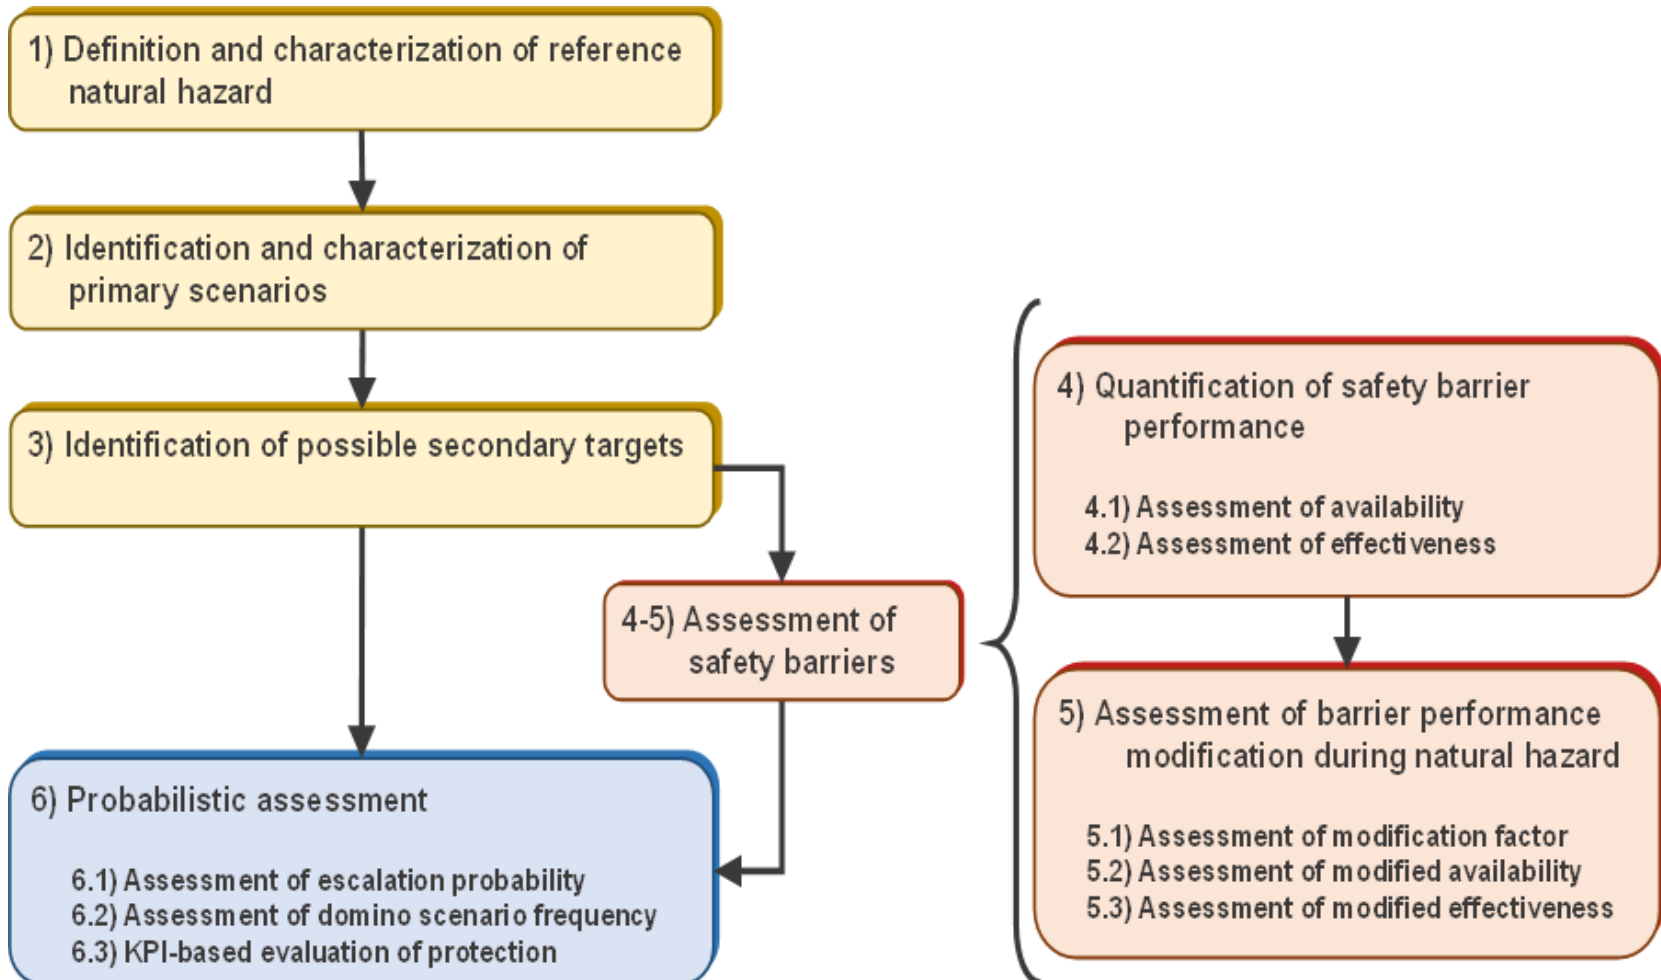 1) Definition and characterization of reference
natural hazard
2) Identification and characterization of
primary scenarios
3) Identification of possible secondary targets
4-5) Assessment of
safety barriers
4) Quantification of safety barrier
performance
4.1) Assessment of availability
4.2) Assessment of effectiveness
5) Assessment of barrier performance
modification during natural hazard
5.1) Assessment of modification factor
5.2) Assessment of modified availability
5.3) Assessment of modified effectiveness
6) Probabilistic assessment
6.1) Assessment of escalation probability
6.2) Assessment of domino scenario frequency
6.3) KPI-based evaluation of protection